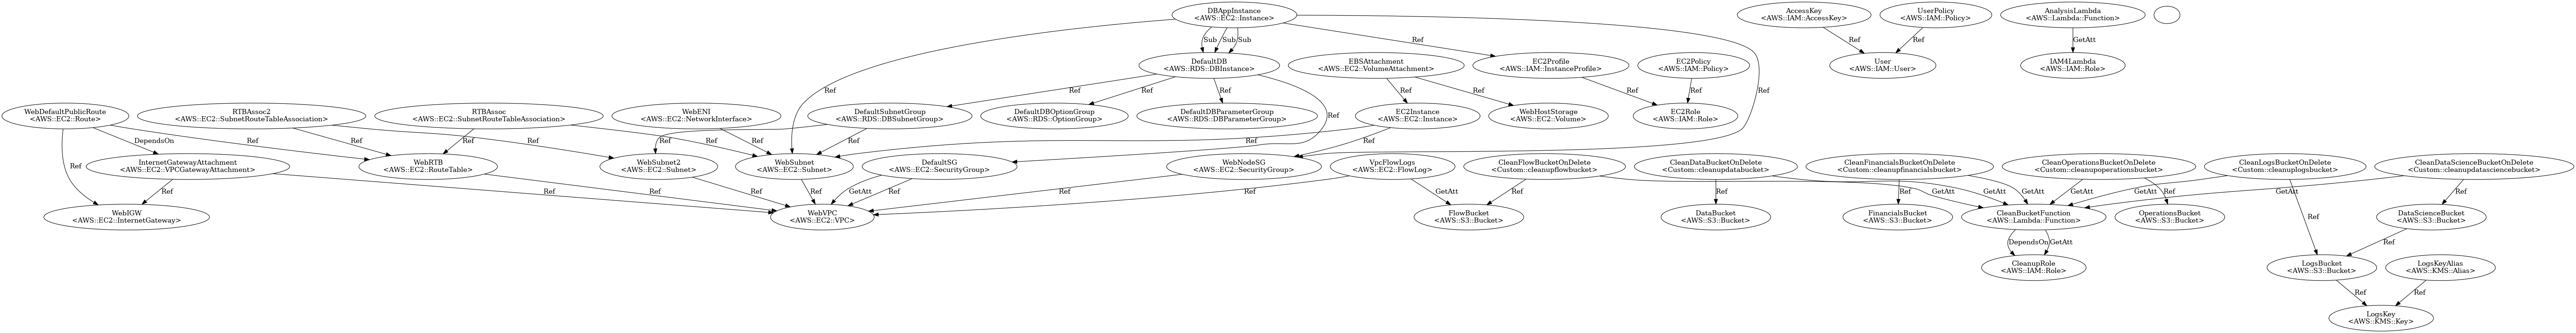 DBAppInstance
<AWS::EC2::Instance>
AccessKey
<AWS::IAM::AccessKey>
UserPolicy
<AWS::IAM::Policy>
AnalysisLambda
<AWS::Lambda::Function>
Sub
Sub
Sub
Ref
Ref
Ref
GetAtt
DefaultDB
<AWS::RDS::DBInstance>
EBSAttachment
<AWS::EC2::VolumeAttachment>
EC2Profile
<AWS::IAM::InstanceProfile>
EC2Policy
<AWS::IAM::Policy>
User
<AWS::IAM::User>
IAM4Lambda
<AWS::IAM::Role>
Ref
Ref
Ref
Ref
Ref
Ref
Ref
Ref
Ref
Ref
WebDefaultPublicRoute
<AWS::EC2::Route>
RTBAssoc2
<AWS::EC2::SubnetRouteTableAssociation>
RTBAssoc
<AWS::EC2::SubnetRouteTableAssociation>
WebENI
<AWS::EC2::NetworkInterface>
DefaultSubnetGroup
<AWS::RDS::DBSubnetGroup>
DefaultDBOptionGroup
<AWS::RDS::OptionGroup>
DefaultDBParameterGroup
<AWS::RDS::DBParameterGroup>
EC2Instance
<AWS::EC2::Instance>
WebHostStorage
<AWS::EC2::Volume>
EC2Role
<AWS::IAM::Role>
Ref
DependsOn
Ref
Ref
Ref
Ref
Ref
Ref
Ref
Ref
Ref
Ref
Ref
Ref
InternetGatewayAttachment
<AWS::EC2::VPCGatewayAttachment>
WebRTB
<AWS::EC2::RouteTable>
WebSubnet2
<AWS::EC2::Subnet>
WebSubnet
<AWS::EC2::Subnet>
DefaultSG
<AWS::EC2::SecurityGroup>
WebNodeSG
<AWS::EC2::SecurityGroup>
VpcFlowLogs
<AWS::EC2::FlowLog>
CleanFlowBucketOnDelete
<Custom::cleanupflowbucket>
CleanDataBucketOnDelete
<Custom::cleanupdatabucket>
CleanFinancialsBucketOnDelete
<Custom::cleanupfinancialsbucket>
CleanOperationsBucketOnDelete
<Custom::cleanupoperationsbucket>
CleanLogsBucketOnDelete
<Custom::cleanuplogsbucket>
CleanDataScienceBucketOnDelete
<Custom::cleanupdatasciencebucket>
Ref
Ref
Ref
Ref
Ref
GetAtt
Ref
Ref
Ref
GetAtt
Ref
GetAtt
Ref
GetAtt
Ref
GetAtt
GetAtt
Ref
GetAtt
GetAtt
Ref
Ref
WebIGW
<AWS::EC2::InternetGateway>
WebVPC
<AWS::EC2::VPC>
FlowBucket
<AWS::S3::Bucket>
DataBucket
<AWS::S3::Bucket>
FinancialsBucket
<AWS::S3::Bucket>
CleanBucketFunction
<AWS::Lambda::Function>
OperationsBucket
<AWS::S3::Bucket>
DataScienceBucket
<AWS::S3::Bucket>
DependsOn
GetAtt
Ref
CleanupRole
<AWS::IAM::Role>
LogsBucket
<AWS::S3::Bucket>
LogsKeyAlias
<AWS::KMS::Alias>
Ref
Ref
LogsKey
<AWS::KMS::Key>